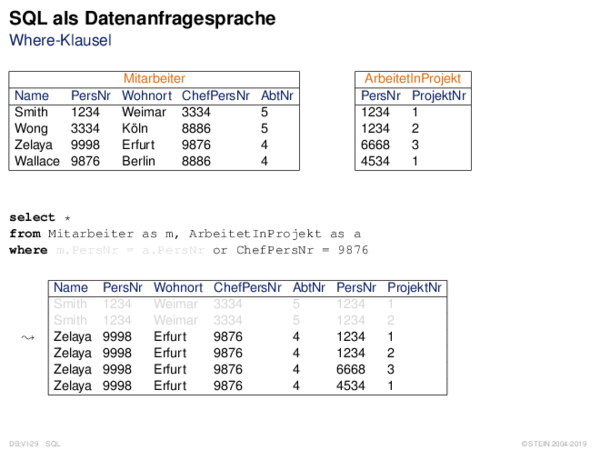 SQL als Datenanfragesprache
Where-Klausel
Mitarbeiter
Name PersNr Wohnort ChefPersNr AbtNr
Smith 1234 Weimar 3334 5
Wong 3334 Köln 8886 5
Zelaya 9998 Erfurt 9876 4
Wallace 9876 Berlin 8886 4
ArbeitetInProjekt
PersNr ProjektNr
1234 1
1234 2
6668 3
4534 1
select *
from Mitarbeiter as m, ArbeitetInProjekt as a
where m.PersNr = a.PersNr or ChefPersNr = 9876
Name PersNr Wohnort ChefPersNr AbtNr PersNr ProjektNr
Smith 1234 Weimar 3334 5 1234 1
Smith 1234 Weimar 3334 5 1234 2
Zelaya 9998 Erfurt 9876 4 1234 1
Zelaya 9998 Erfurt 9876 4 1234 2
Zelaya 9998 Erfurt 9876 4 6668 3
Zelaya 9998 Erfurt 9876 4 4534 1
DB:VI-29 SQL
© STEIN 2004-2019